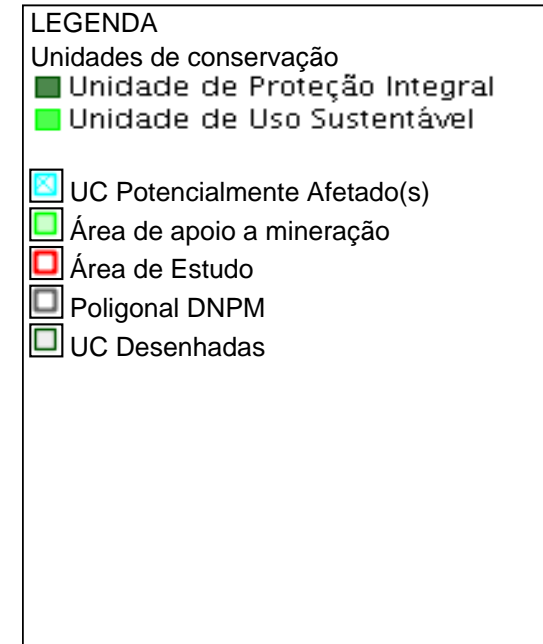 LEGENDA
Unidades de conservação
Unidade de Proteção Integral
Unidade de Uso Sustentável
UC Potencialmente Afetado(s)
Área de apoio a mineração
Área de Estudo
Poligonal DNPM
UC Desenhadas